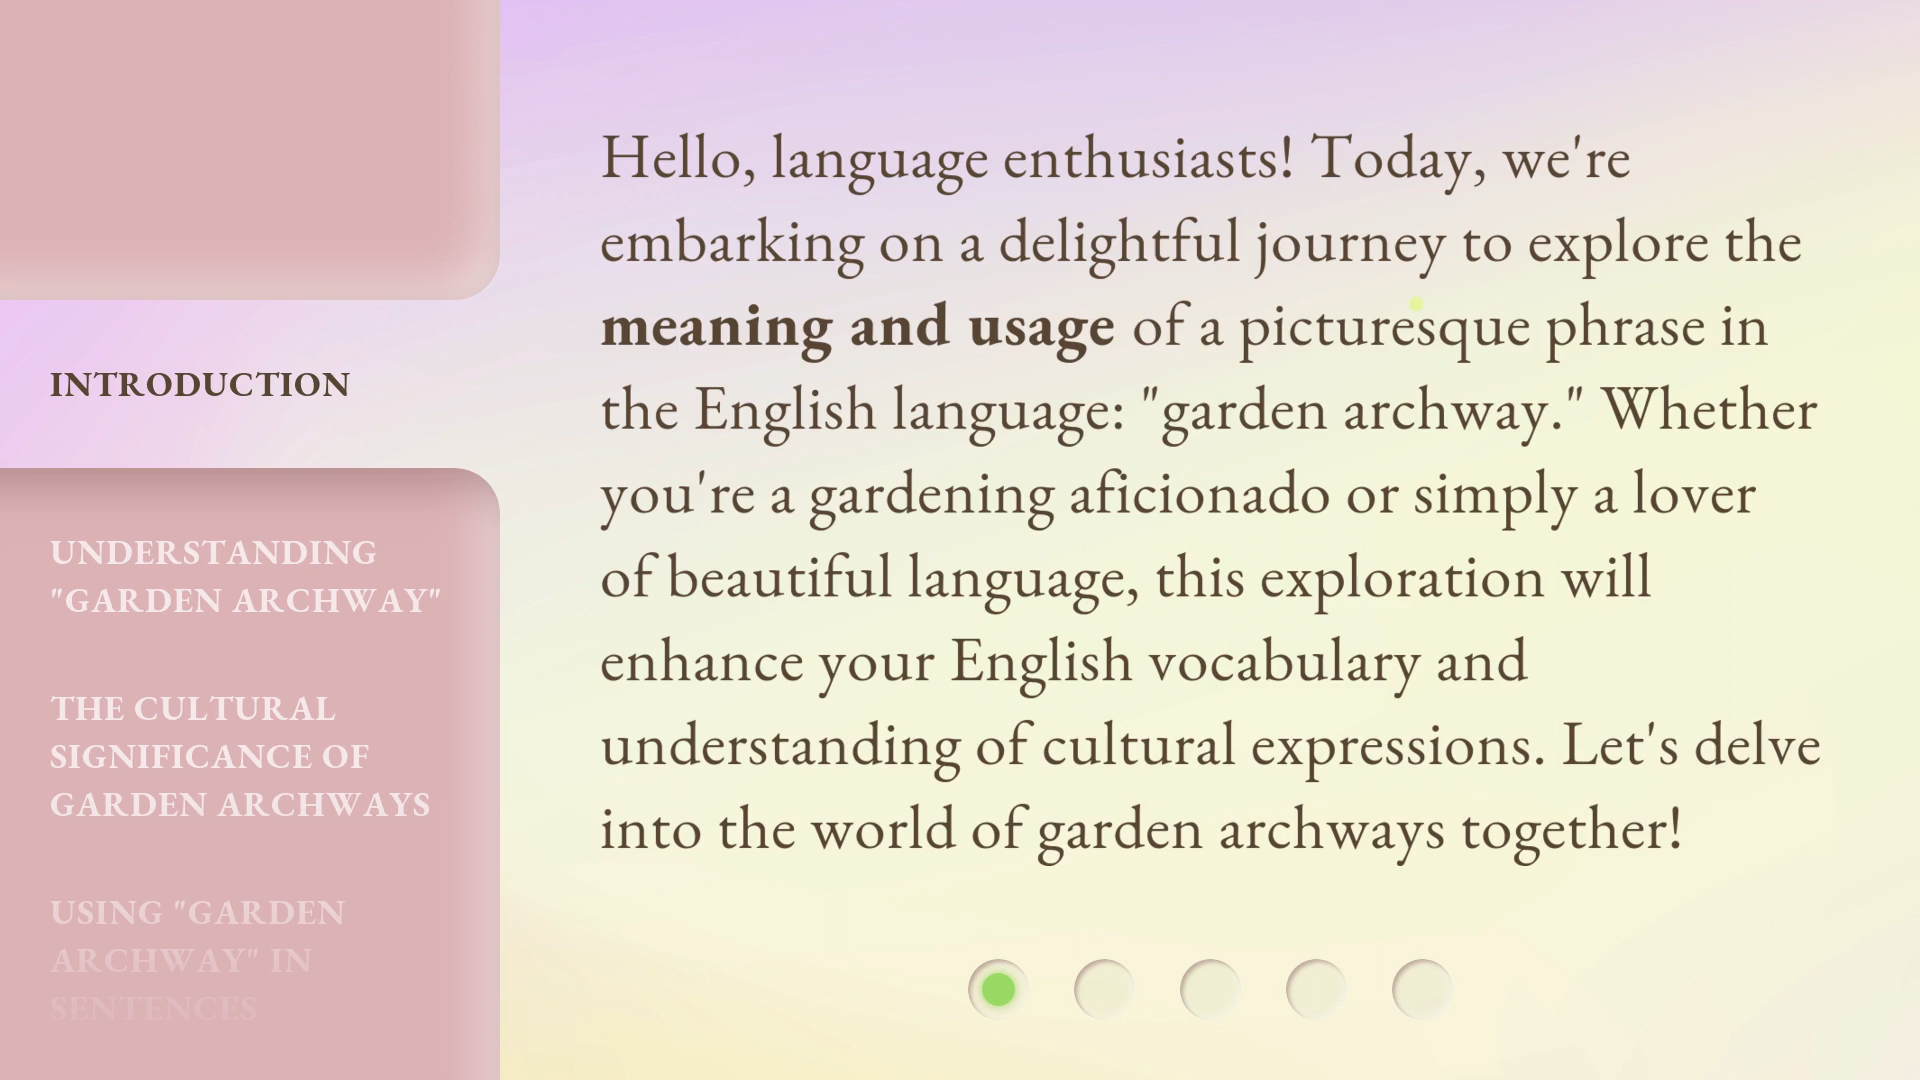 INTRODUCTION
UNDERSTANDING
"GARDEN ARCHWAY"
THE CULTURAL
SIGNIFICANCE OF
GARDEN ARCHWAYS
USING "GARDEN
ARCHWAY" IN
SENTENCES
Hello, language enthusiasts! Today, we're
embarking on a delightful journey to explore the
meaning and usage of a picturesque phrase in
the English language: "garden archway." Whether
you're a gardening aficionado or simply a lover
of beautiful language, this exploration will
enhance your English vocabulary and
understanding of cultural expressions. Let's delve
into the world of garden archways together!